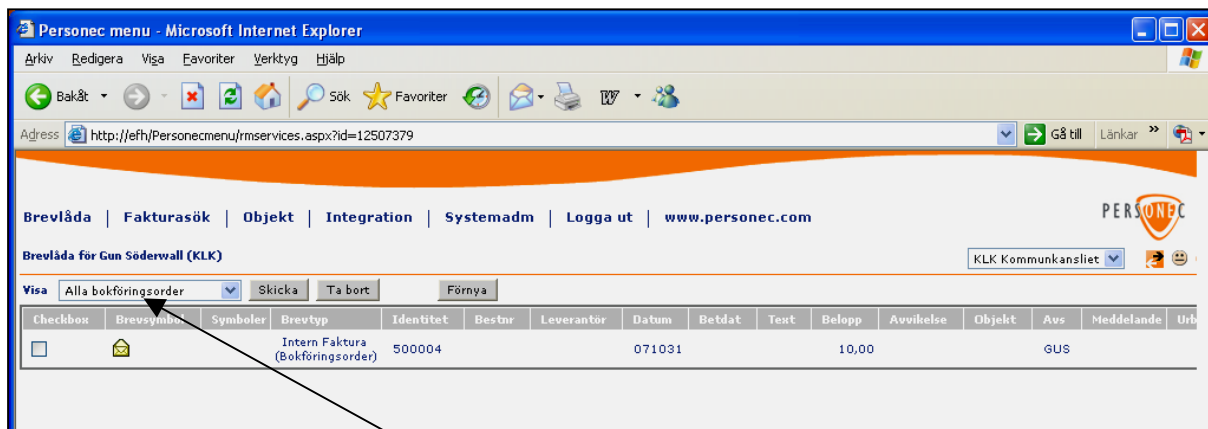 Personec menu - Microsoft Internet Explorer
Arkiv Redigera Visa Favoriter Verktyg Hjälp
Bakåt Sök Favoriter
Adress http://efh/Personecmenu/rmservices.aspx?id=12507379 Gå till Länkar »
Brevlåda | Fakturasök | Objekt | Integration | Systemadm | Logga ut | www.personec.com PERSONEC
Brevlåda för Gun Söderwall (KLK) KLK Kommunkansliet
Visa Alla bokföringsorder Skicka Ta bort Förnya
Checkbox Brevsymbol Symboler Brevtyp Identitet Bestnr Leverantör Datum Betdat Text Belopp Avvikelse Objekt Avs Meddelande Urb
Intern Faktura
(Bokföringsorder) 500004 071031 10,00 GUS